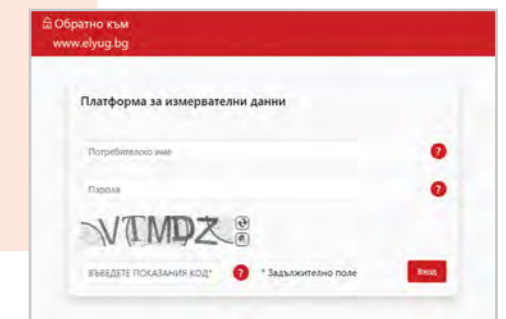 Обратно към
www.elyug.bg
Платформа за измервателни данни
Потребителско име
?
Парола
?
VTMDZ
ВЪВЕДЕТЕ ПОКАЗАНИЯ КОД*
?
* Задължително поле
Вход